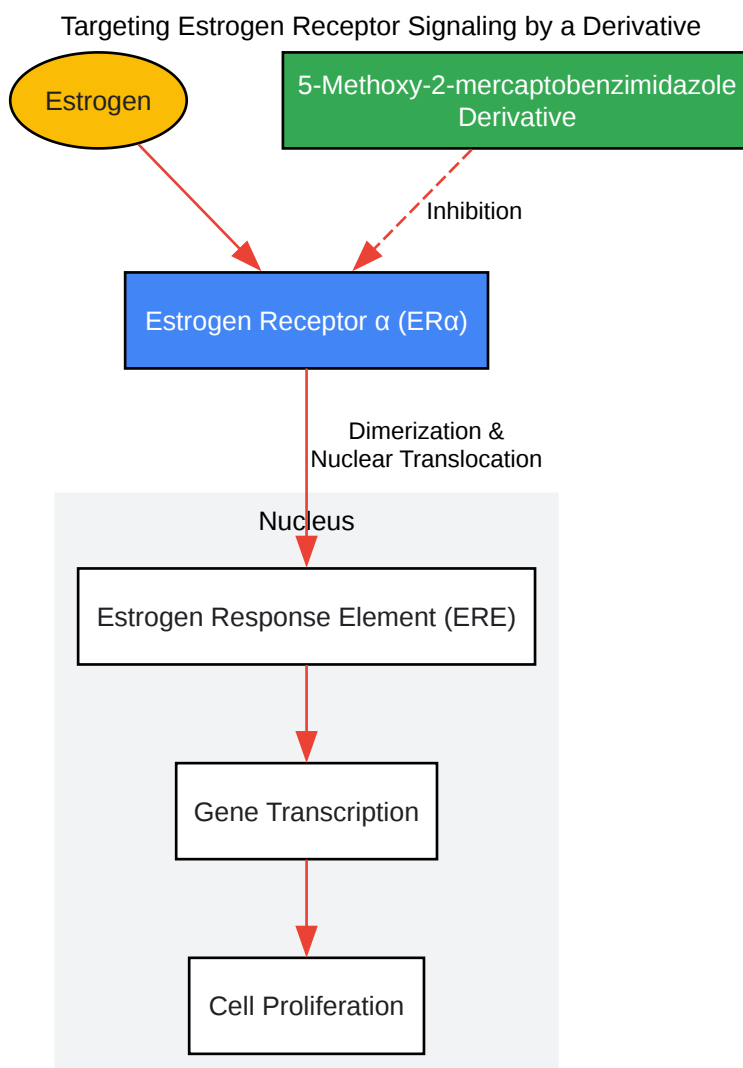 Targeting Estrogen Receptor Signaling by a Derivative
Estrogen
5-Methoxy-2-mercaptobenzimidazole
Derivative
Inhibition
Estrogen Receptor α (ERα)
Dimerization &
Nuclear Translocation
Nucleus
Estrogen Response Element (ERE)
Gene Transcription
Cell Proliferation